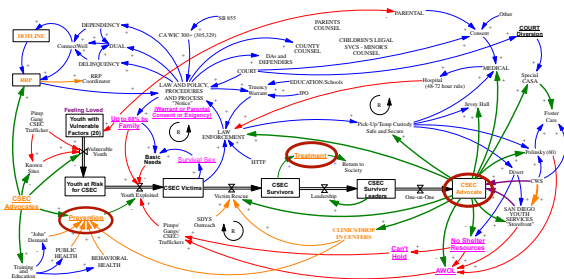 SB 855
PARENTS
COUNSEL
PARENTAL
Other
HOTLINE
DEPENDENCY
ConnectWell
DUAL
CA WIC 300+ (305,329)
COUNTY
COUNSEL
CHILDREN'S LEGAL
SVCS - MINOR'S
COUNSEL
Consent
COURT
Diversion
DAs and
DEFENDERS
DELINQUENCY
RRP
RRP
Coordinator
COURT
MEDICAL
Special
CASA
LAW AND POLICY,
PROCEDURES
AND PROCESS
"Notice"
(Warrant or Parental
Consent or Exigency)
Truancy
Warrant
EDUCATION/Schools
JPO
Hospital
(48-72 hour rule)
Feeling Loved
Pimp
Gang
CSEC
Trafficker
Youth with
Vulnerable
Factors (20)
Up to 68% by
Family
R
LAW
ENFORCEMENT
R
Pick-Up/Temp Custody
Safe and Secure
Jersey Hall
Foster
Care
Vulnerable
Youth
Known
Sites
Basic
Needs
Survival Sex
HTTF
Treatment
Return to
Society
Polinsky (60)
Divert
CWS
CSEC
Advocates
Youth at Risk
for CSEC
Youth Exploited
CSEC Victims
Youth Rescue
CSEC
Survivors
Leadership
CSEC Survivor
Leaders
One-on-One
CSEC
Advocate
SAN DIEGO
YOUTH
SERVICES
"Storefront"
Prevention
"John"
Demand
PUBLIC
HEALTH
BEHAVIORAL
HEALTH
Training
and
Education
Pimps/
Gangs/
CSEC
Traffickers
SDYS
Outreach
R
CLINICS/DROP
IN CENTERS
Can't
Hold
No Shelter
Resources
AWOL